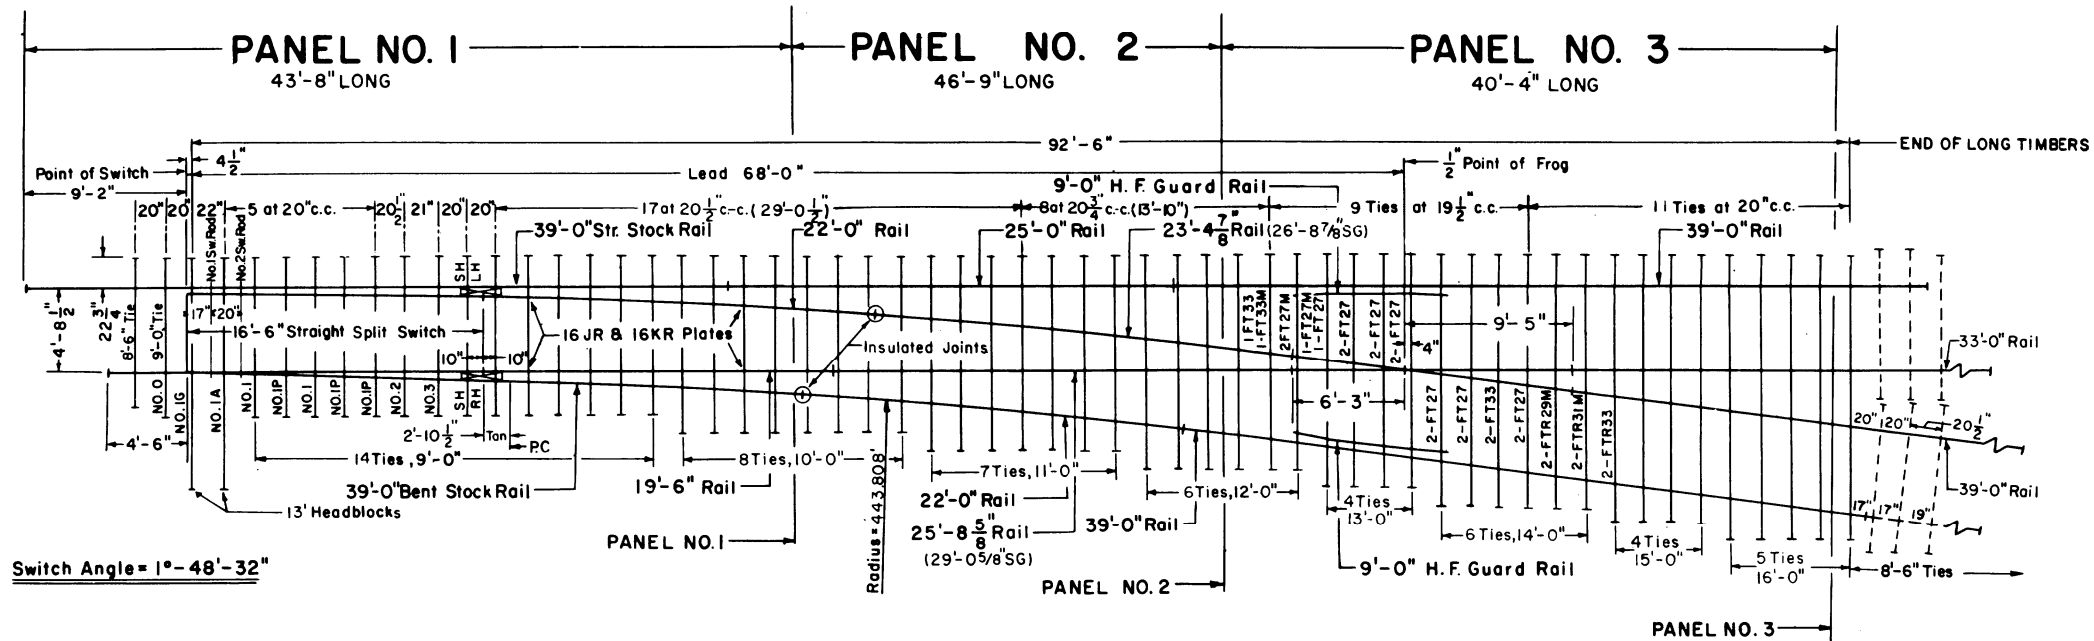 PANEL NO. 1
43'-8" LONG
PANEL NO. 2
46'-9" LONG
PANEL NO. 3
40'-4" LONG
92'-6"
END OF LONG TIMBERS
4 1/2"
Point of Switch
9'-2"
Lead 68'-0"
1/2" Point of Frog
9'-0" H. F. Guard Rail
20" 20" 22" 5 at 20" c.c. 20 1/2" 21" 20" 20"
17 at 20 1/2" c.-c. (29'-0 1/2")
8 at 20 3/4" c.-c. (13'-10")
9 Ties at 19 1/2" c.c.
11 Ties at 20" c.c.
No.1 Sw. Rod
No.2 Sw. Rod
39'-0" Str. Stock Rail
22'-0" Rail
25'-0" Rail
23'-4 7/8" Rail (26'-8 7/8 SG)
39'-0" Rail
SH
LH
4'-8 1/2"
22 3/4"
8'-6" Tie
9'-0" Tie
17" 20"
16'-6" Straight Split Switch
16 JR & 16 KR Plates
Insulated Joints
1-FT33
1-FT33M
2FT27M
1-FT27M
1-FT27
2-FT27
2-FT27
2-FT27
9'-5"
4"
33'-0" Rail
10" 10"
NO.O
NO.1G
NO.1A
NO.1
NO.1P
NO.1
NO.1P
NO.1P
NO.2
NO.3
SH
RH
6'-3"
2-FT27
2-FT27
2-FT33
2-FT27
2-FTR29M
2-FTR31M
2-FTR33
20" 20" 20 1/2"
4'-6"
2'-10 1/2"
Tan
P.C
14 Ties, 9'-0"
8 Ties, 10'-0"
7 Ties, 11'-0"
6 Ties, 12'-0"
4 Ties
13'-0"
6 Ties, 14'-0"
4 Ties
15'-0"
5 Ties
16'-0"
8'-6" Ties
17" 17" 19"
39'-0" Rail
39'-0" Bent Stock Rail
19'-6" Rail
Radius = 443.808'
22'-0" Rail
25'-8 5/8" Rail
(29'-0 5/8" SG)
39'-0" Rail
13' Headblocks
PANEL NO. 1
9'-0" H. F. Guard Rail
Switch Angle = 1°-48'-32"
PANEL NO. 2
PANEL NO. 3